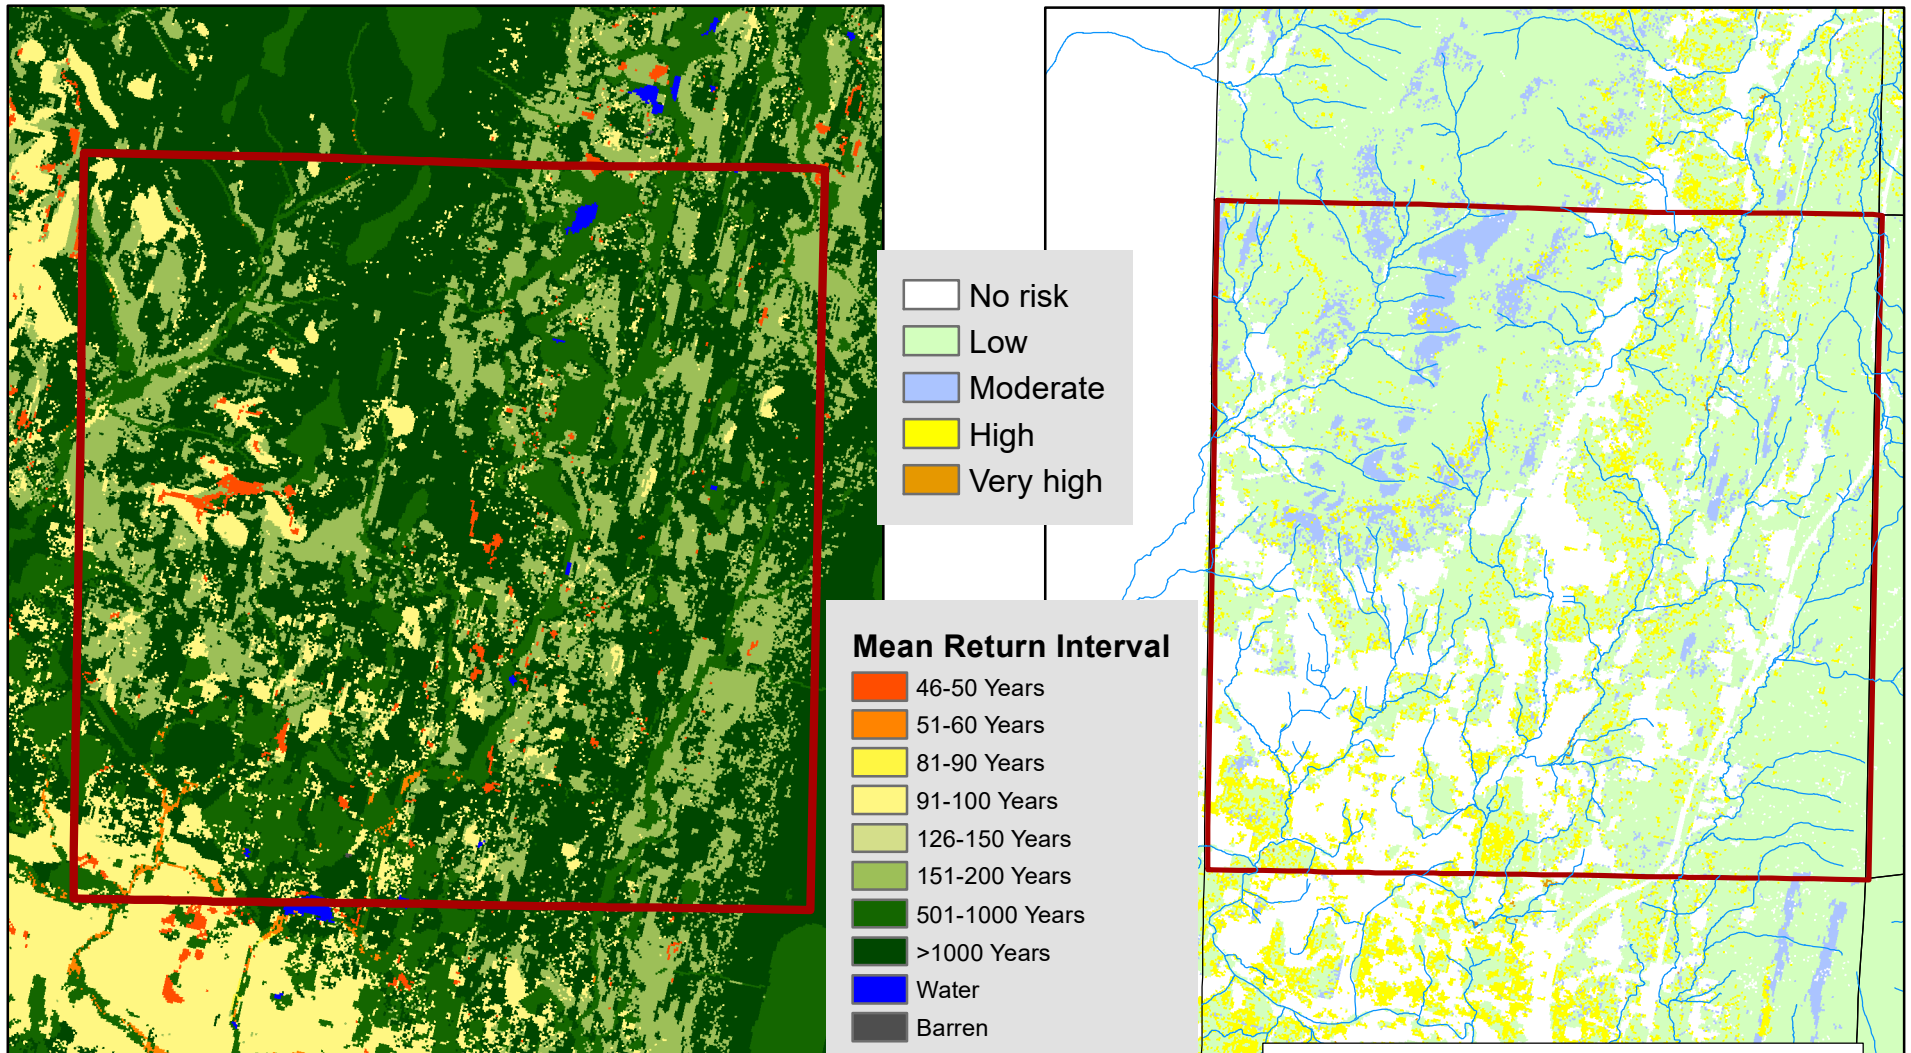 No risk
Low
Moderate
High
Very high
Mean Return Interval
46-50 Years
51-60 Years
81-90 Years
91-100 Years
126-150 Years
151-200 Years
501-1000 Years
>1000 Years
Water
Barren